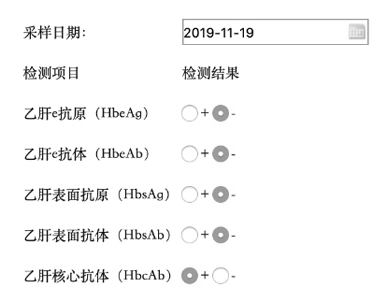 采样日期： 2019-11-19
检测项目 检测结果
乙肝e抗原（HbeAg） + -
乙肝e抗体（HbeAb） + -
乙肝表面抗原（HbsAg） + -
乙肝表面抗体（HbsAb） + -
乙肝核心抗体（HbcAb） + -